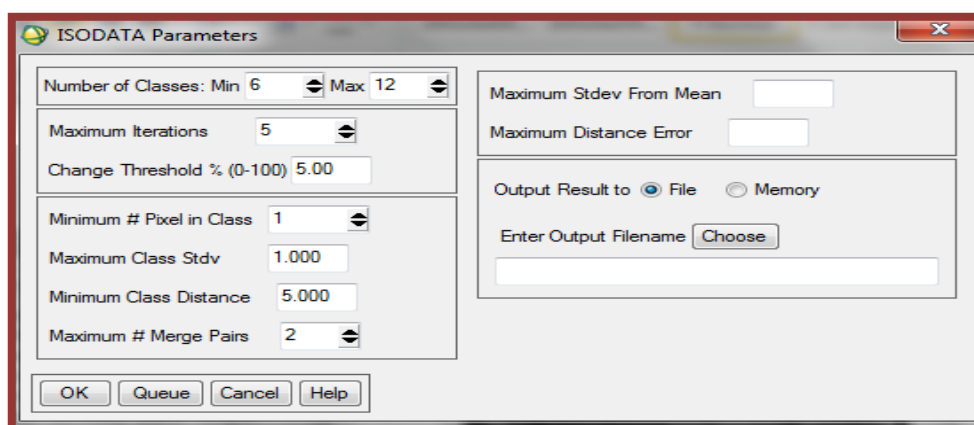 ISODATA Parameters
Number of Classes: Min 6 Max 12
Maximum Iterations 5
Change Threshold % (0-100) 5.00
Minimum # Pixel in Class 1
Maximum Class Stdv 1.000
Minimum Class Distance 5.000
Maximum # Merge Pairs 2
Maximum Stdev From Mean
Maximum Distance Error
Output Result to File Memory
Enter Output Filename Choose
OK Queue Cancel Help